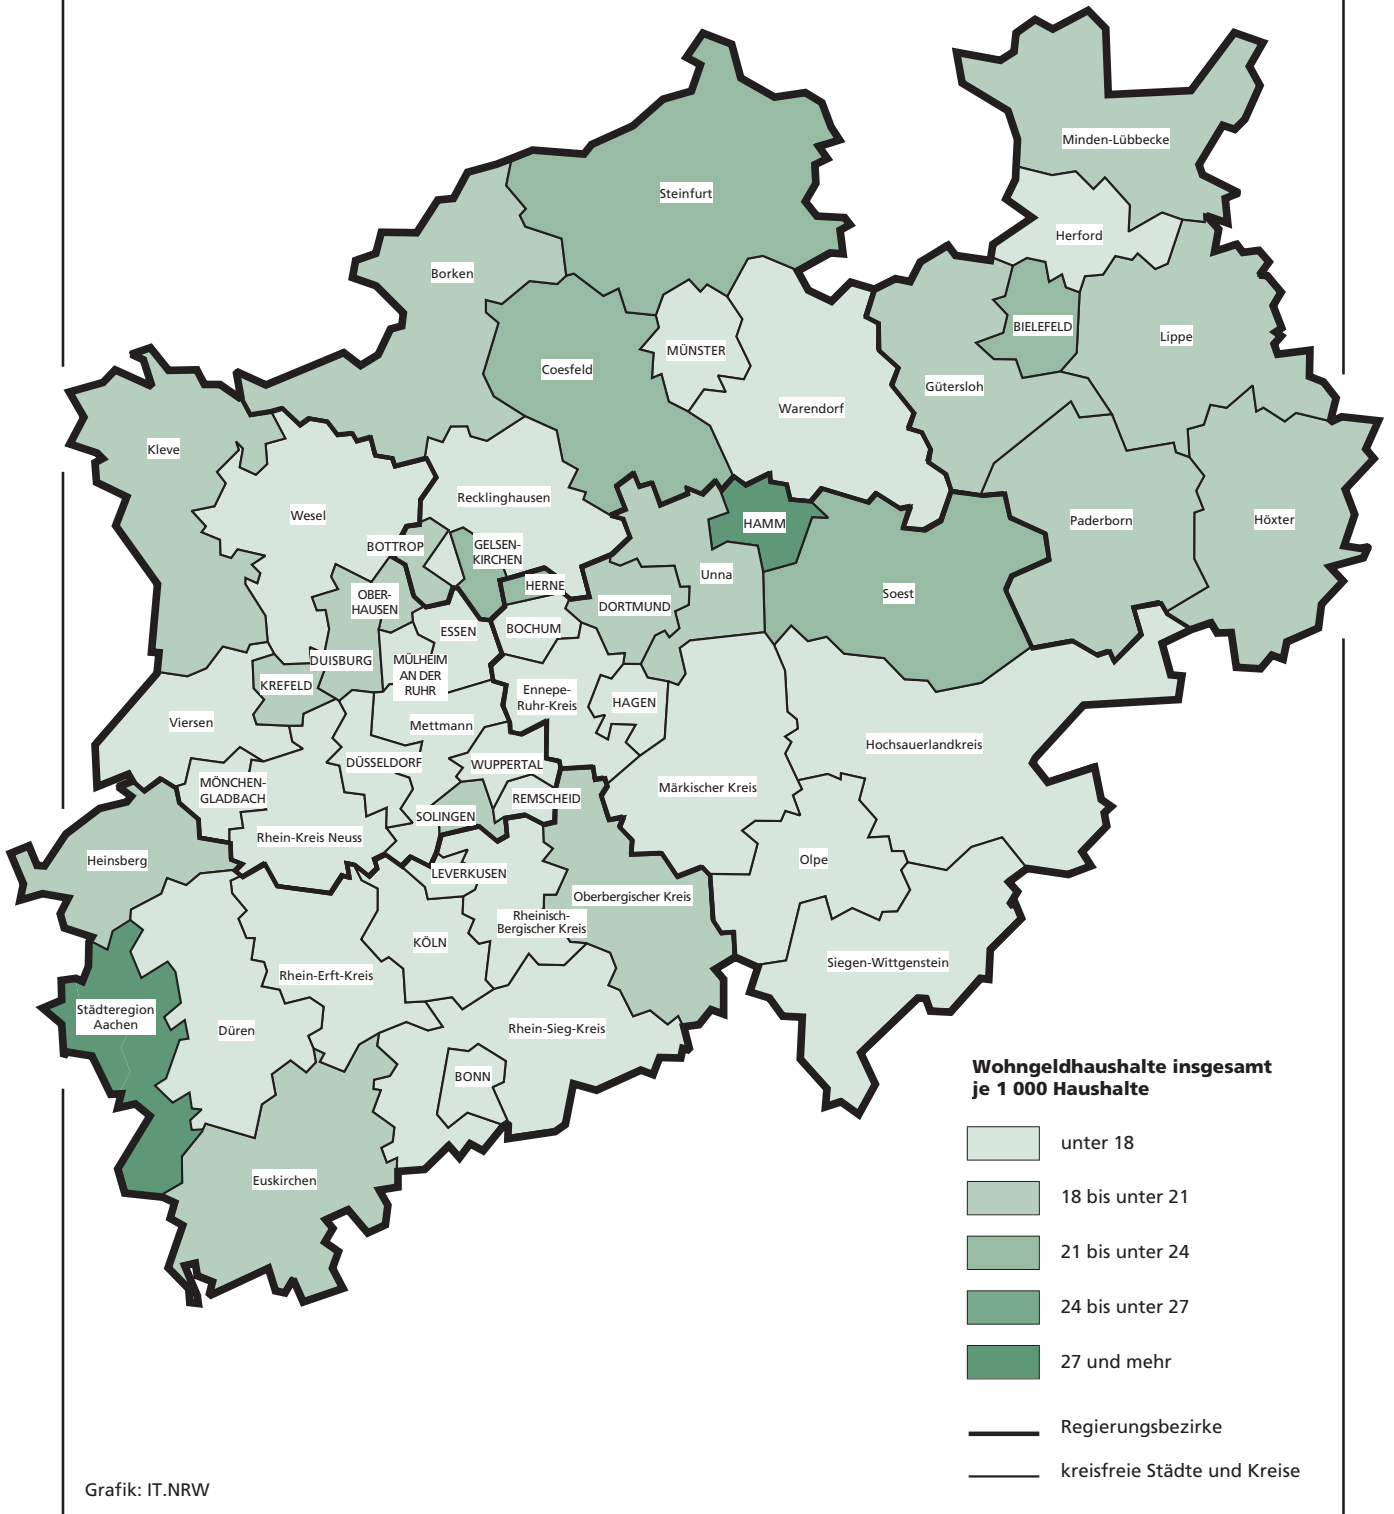 Minden-Lübbecke
Steinfurt
Herford
Borken
BIELEFELD
Lippe
MÜNSTER
Coesfeld
Gütersloh
Warendorf
Kleve
Recklinghausen
Wesel
HAMM
Paderborn
Höxter
BOTTROP
GELSEN-
KIRCHEN
Unna
HERNE
Soest
OBER-
HAUSEN
DORTMUND
ESSEN
BOCHUM
DUISBURG
MÜLHEIM
AN DER
RUHR
KREFELD
Ennepe-
Ruhr-Kreis
HAGEN
Viersen
Mettmann
Hochsauerlandkreis
DÜSSELDORF
WUPPERTAL
MÖNCHEN-
GLADBACH
Märkischer Kreis
REMSCHEID
SOLINGEN
Rhein-Kreis Neuss
Heinsberg
Olpe
LEVERKUSEN
Oberbergischer Kreis
Rheinisch-
Bergischer Kreis
KÖLN
Siegen-Wittgenstein
Rhein-Erft-Kreis
Städteregion
Aachen
Düren
Rhein-Sieg-Kreis
BONN
Euskirchen
Wohngeldhaushalte insgesamt
je 1 000 Haushalte
unter 18
18 bis unter 21
21 bis unter 24
24 bis unter 27
27 und mehr
Regierungsbezirke
kreisfreie Städte und Kreise
Grafik: IT.NRW